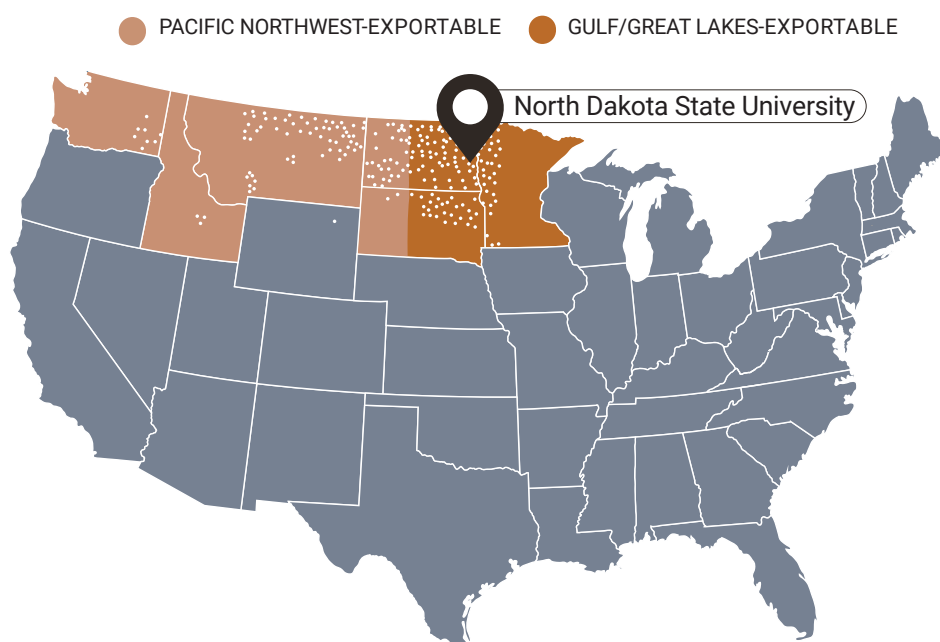 PACIFIC NORTHWEST-EXPORTABLE
GULF/GREAT LAKES-EXPORTABLE
North Dakota State University